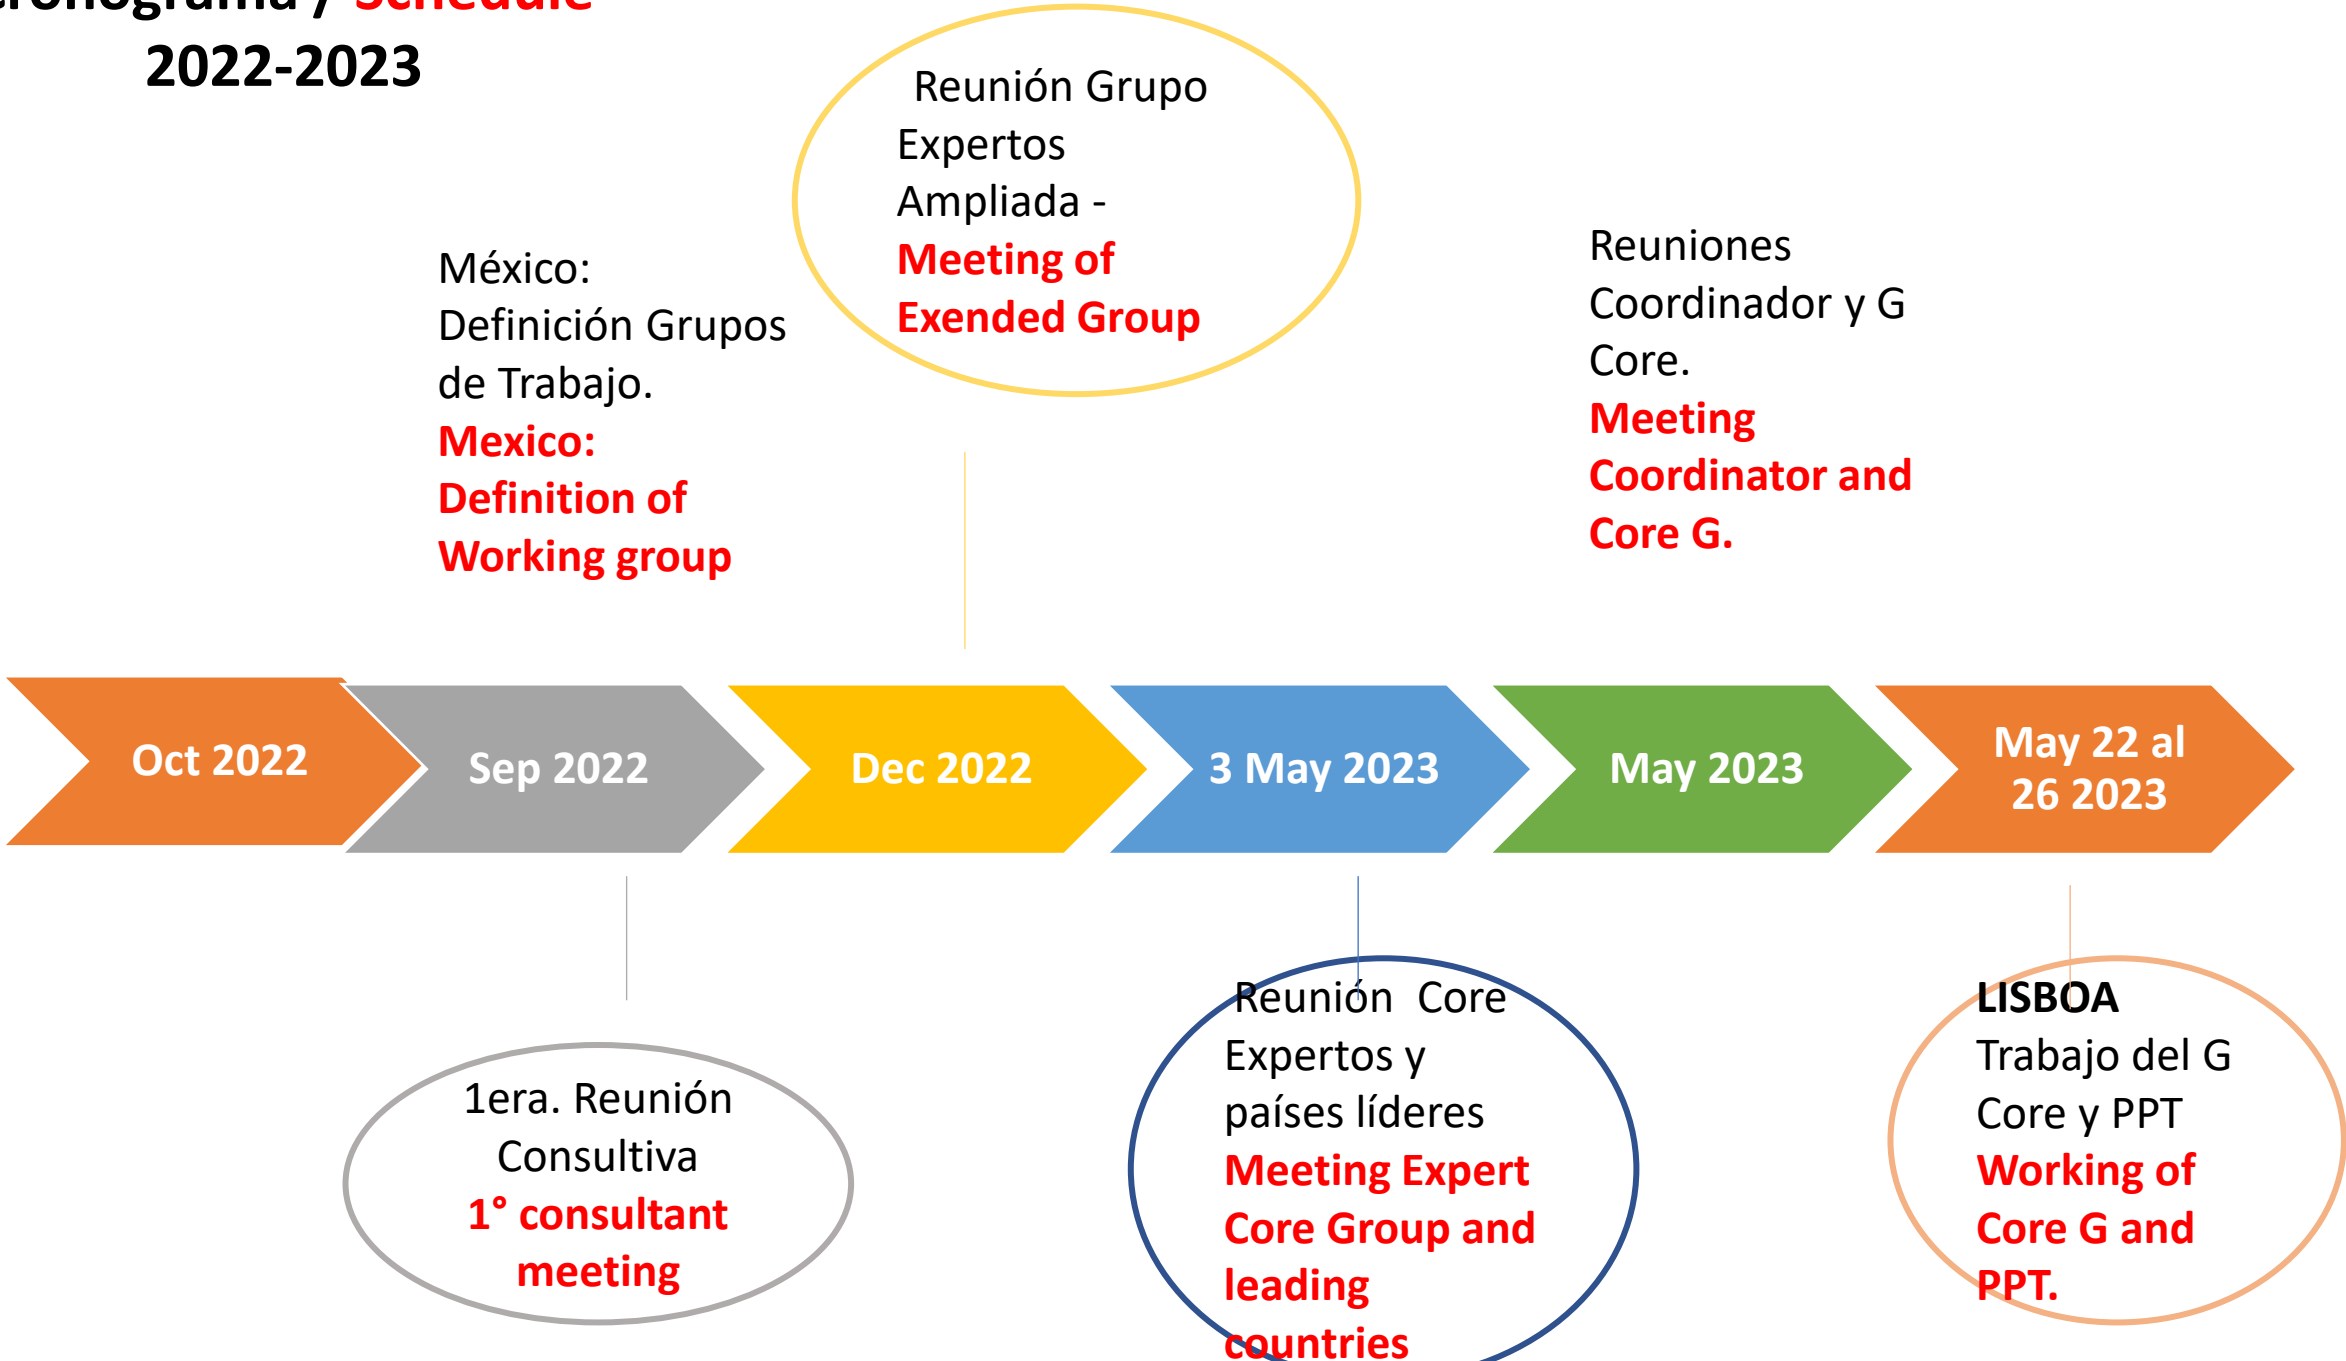 Schedule
2022-2023
Reunión Grupo
Expertos
Ampliada -
Meeting of
Exended Group
México:
Definición Grupos
de Trabajo.
Mexico:
Definition of
Working group
Reuniones
Coordinador y G
Core.
Meeting
Coordinator and
Core G.
Oct 2022
Sep 2022
Dec 2022
3 May 2023
May 2023
May 22 al
26 2023
1era. Reunión
Consultiva
1° consultant
meeting
Reunión Core
Expertos y
países líderes
Meeting Expert
Core Group and
leading
countries
LISBOA
Trabajo del G
Core y PPT
Working of
Core G and
PPT.